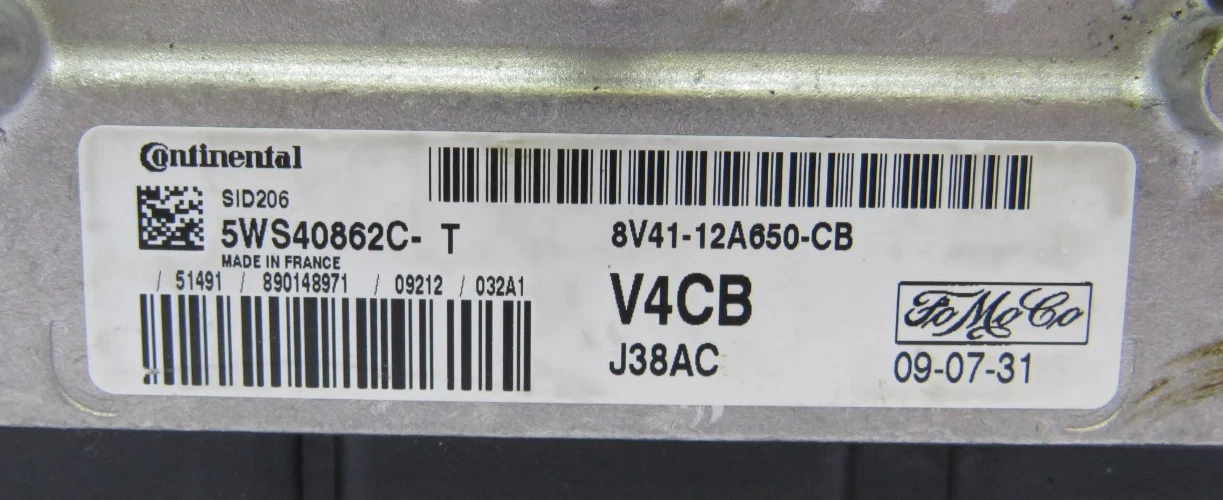 Continental
SID206
5WS40862C- T
MADE IN FRANCE
/ 51491 / 890148971 / 09212 / 032A1
8V41-12A650-CB
V4CB
J38AC
FoMoCo
09-07-31